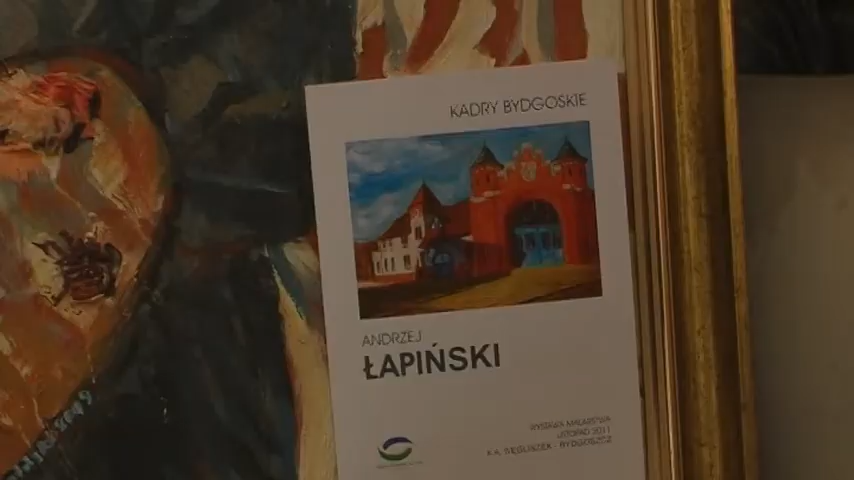 KADRY BYDGOSKIE
ANDRZEJ
ŁAPIŃSKI
WYSTAWA MALARSTWA
LISTOPAD 2011
- BYDGOSZCZ